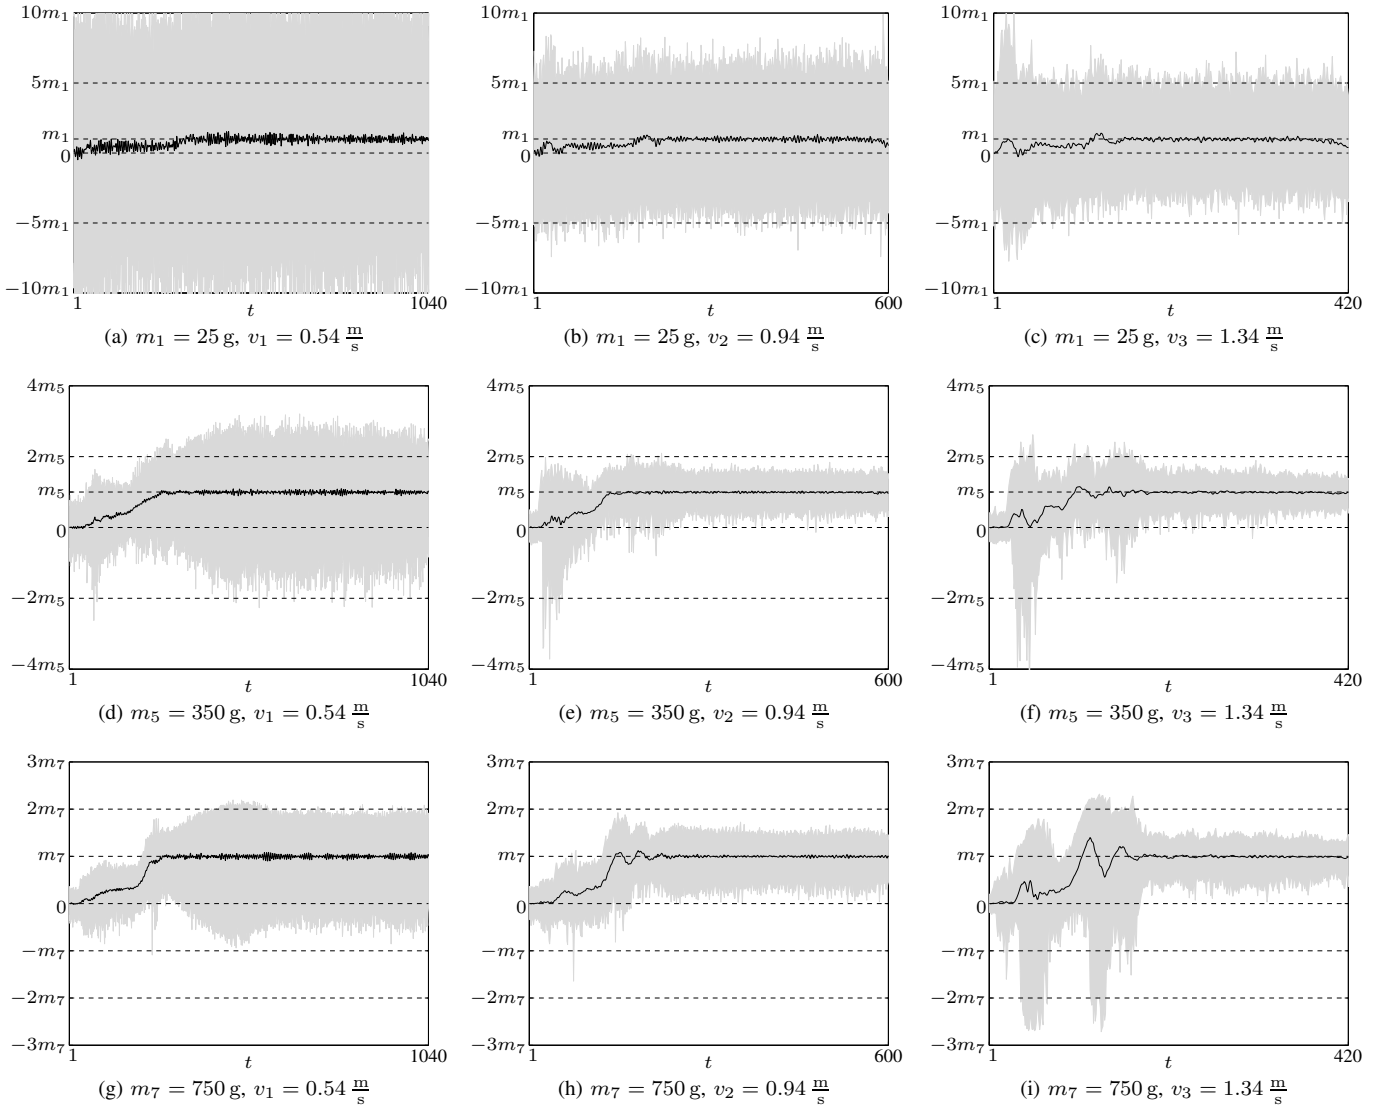 10m₁ 10m₁ 10m₁
5m₁ 5m₁ 5m₁
m₁ m₁ m₁
0 0 0
−5m₁ −5m₁ −5m₁
−10m₁ −10m₁ −10m₁
1 1040 1 600 1 420
t t t
(a) m₁ = 25 g, v₁ = 0.54 m/s (b) m₁ = 25 g, v₂ = 0.94 m/s (c) m₁ = 25 g, v₃ = 1.34 m/s
4m₅ 4m₅ 4m₅
2m₅ 2m₅ 2m₅
m₅ m₅ m₅
0 0 0
−2m₅ −2m₅ −2m₅
−4m₅ −4m₅ −4m₅
1 1040 1 600 1 420
t t t
(d) m₅ = 350 g, v₁ = 0.54 m/s (e) m₅ = 350 g, v₂ = 0.94 m/s (f) m₅ = 350 g, v₃ = 1.34 m/s
3m₇ 3m₇ 3m₇
2m₇ 2m₇ 2m₇
m₇ m₇ m₇
0 0 0
−m₇ −m₇ −m₇
−2m₇ −2m₇ −2m₇
−3m₇ −3m₇ −3m₇
1 1040 1 600 1 420
t t t
(g) m₇ = 750 g, v₁ = 0.54 m/s (h) m₇ = 750 g, v₂ = 0.94 m/s (i) m₇ = 750 g, v₃ = 1.34 m/s